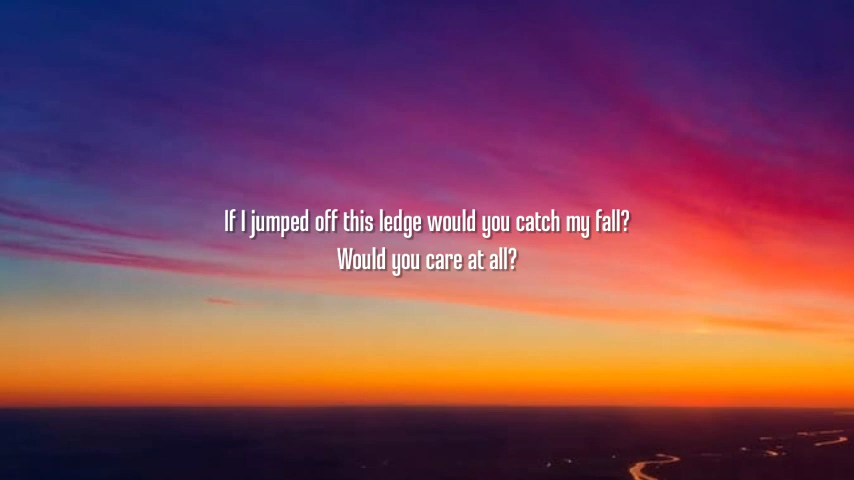 If I jumped off this ledge would you catch my fall?
Would you care at all?